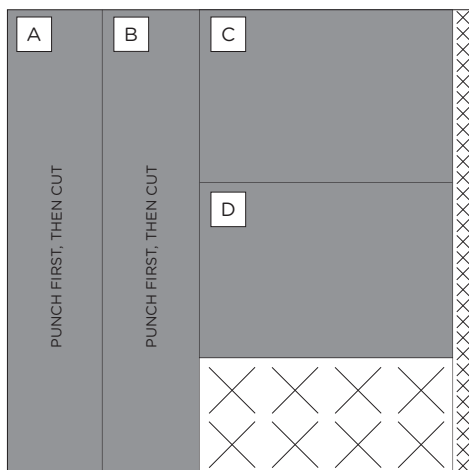 A
B
C
PUNCH FIRST, THEN CUT
PUNCH FIRST, THEN CUT
D